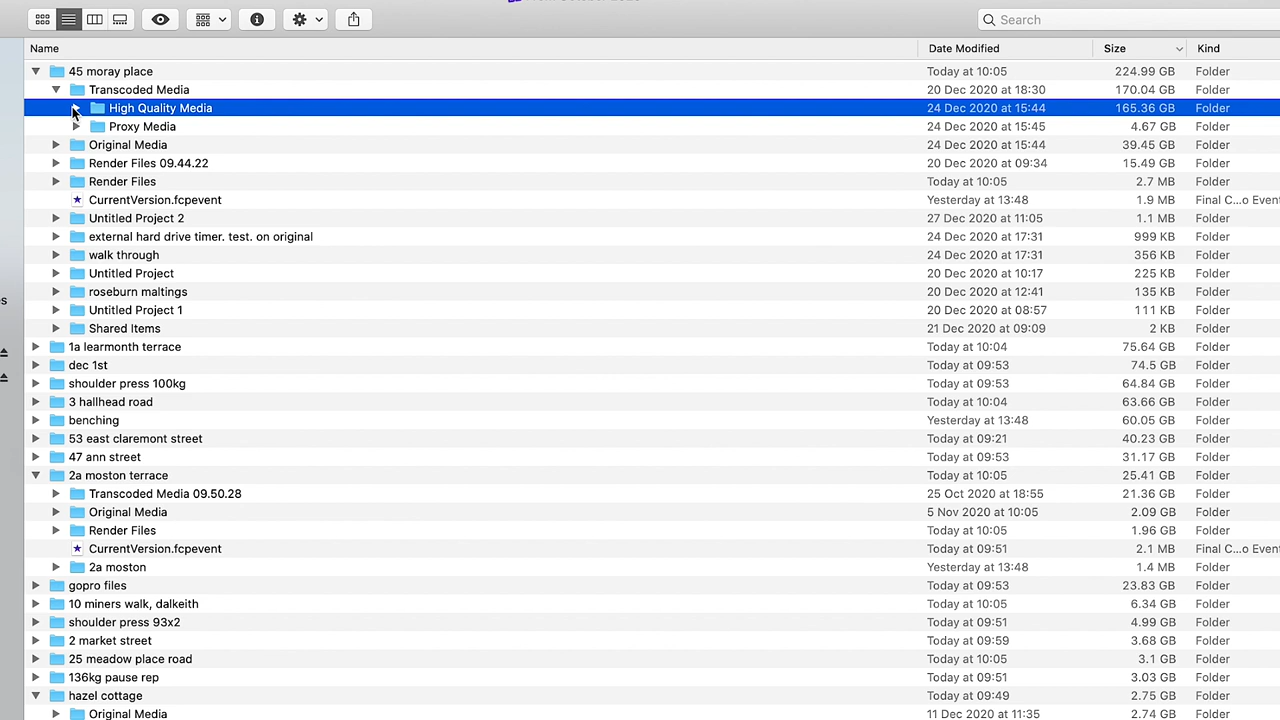 Search
Name Date Modified Size Kind
45 moray place Today at 10:05 224.99 GB Folder
Transcoded Media 20 Dec 2020 at 18:30 170.04 GB Folder
High Quality Media 24 Dec 2020 at 15:44 165.36 GB Folder
Proxy Media 24 Dec 2020 at 15:45 4.67 GB Folder
Original Media 24 Dec 2020 at 15:44 39.45 GB Folder
Render Files 09.44.22 20 Dec 2020 at 09:34 15.49 GB Folder
Render Files Today at 10:05 2.7 MB Folder
CurrentVersion.fcpevent Yesterday at 13:48 1.9 MB Final C...o Event
Untitled Project 2 27 Dec 2020 at 11:05 1.1 MB Folder
external hard drive timer. test. on original 24 Dec 2020 at 17:31 999 KB Folder
walk through 24 Dec 2020 at 17:31 356 KB Folder
Untitled Project 20 Dec 2020 at 10:17 225 KB Folder
roseburn maltings 20 Dec 2020 at 12:41 135 KB Folder
Untitled Project 1 20 Dec 2020 at 08:57 111 KB Folder
Shared Items 21 Dec 2020 at 09:09 2 KB Folder
1a learmonth terrace Today at 10:04 75.64 GB Folder
dec 1st Today at 09:53 74.5 GB Folder
shoulder press 100kg Today at 09:53 64.84 GB Folder
3 hallhead road Today at 10:04 63.66 GB Folder
benching Yesterday at 13:48 60.05 GB Folder
53 east claremont street Today at 09:21 40.23 GB Folder
47 ann street Today at 09:53 31.17 GB Folder
2a moston terrace Today at 10:05 25.41 GB Folder
Transcoded Media 09.50.28 25 Oct 2020 at 18:55 21.36 GB Folder
Original Media 5 Nov 2020 at 10:05 2.09 GB Folder
Render Files Today at 10:05 1.96 GB Folder
CurrentVersion.fcpevent Today at 09:51 2.1 MB Final C...o Event
2a moston Yesterday at 13:48 1.4 MB Folder
gopro files Today at 09:53 23.83 GB Folder
10 miners walk, dalkeith Today at 10:05 6.34 GB Folder
shoulder press 93x2 Today at 09:51 4.99 GB Folder
2 market street Today at 09:59 3.68 GB Folder
25 meadow place road Today at 10:05 3.1 GB Folder
136kg pause rep Today at 09:51 3.03 GB Folder
hazel cottage Today at 09:49 2.75 GB Folder
Original Media 11 Dec 2020 at 11:35 2.74 GB Folder